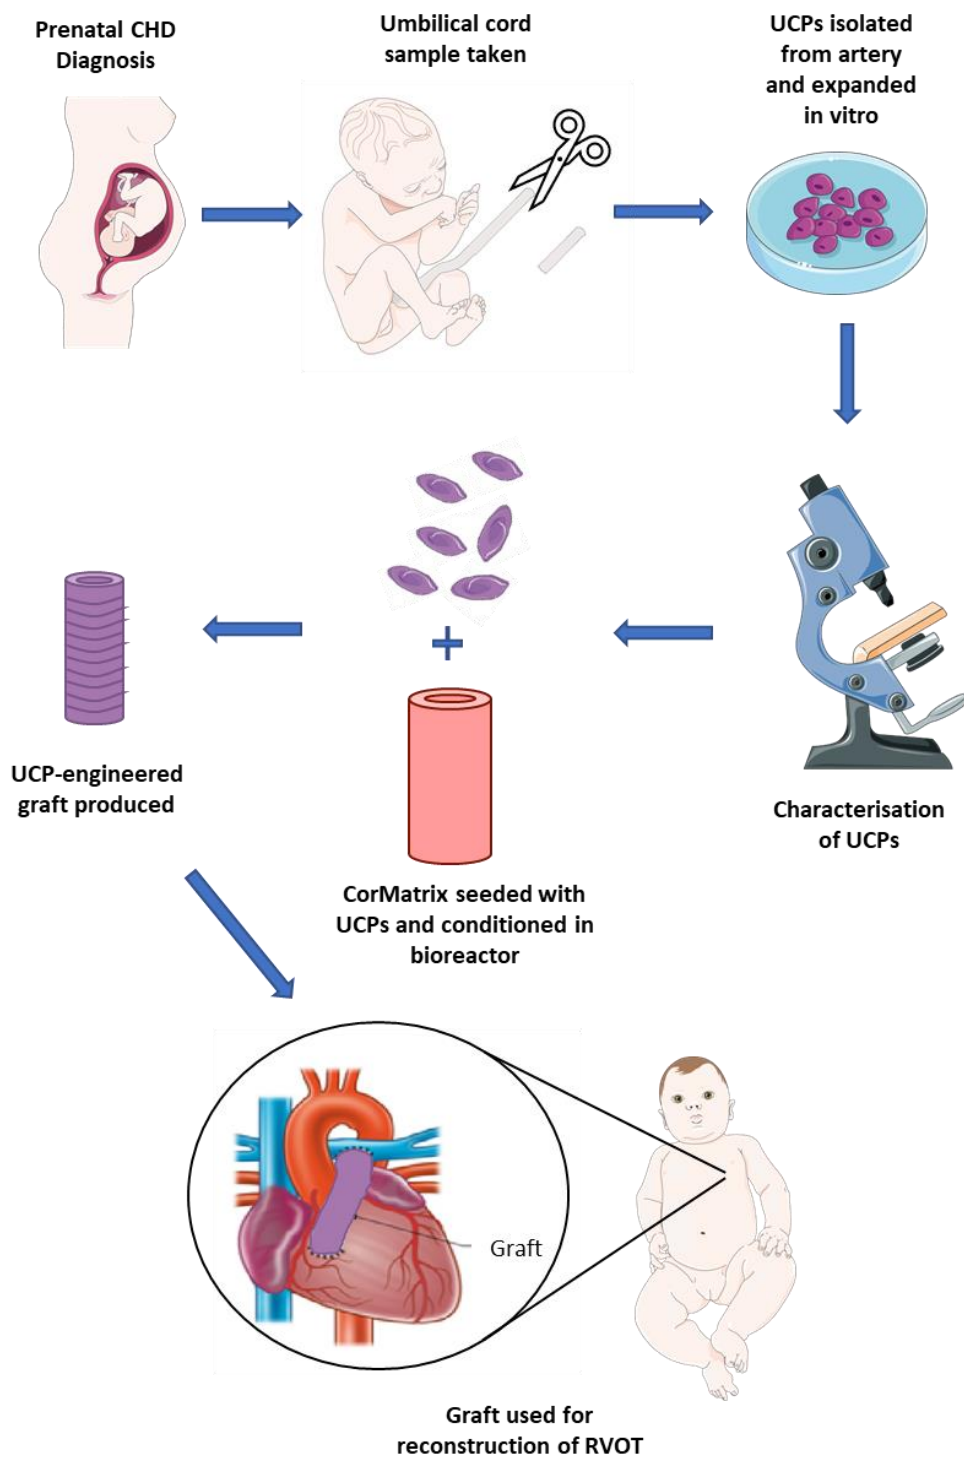 Prenatal CHD
Diagnosis
Umbilical cord
sample taken
UCPs isolated
from artery
and expanded
in vitro
Characterisation
of UCPs
+
CorMatrix seeded with
UCPs and conditioned in
bioreactor
UCP-engineered
graft produced
Graft
Graft used for
reconstruction of RVOT